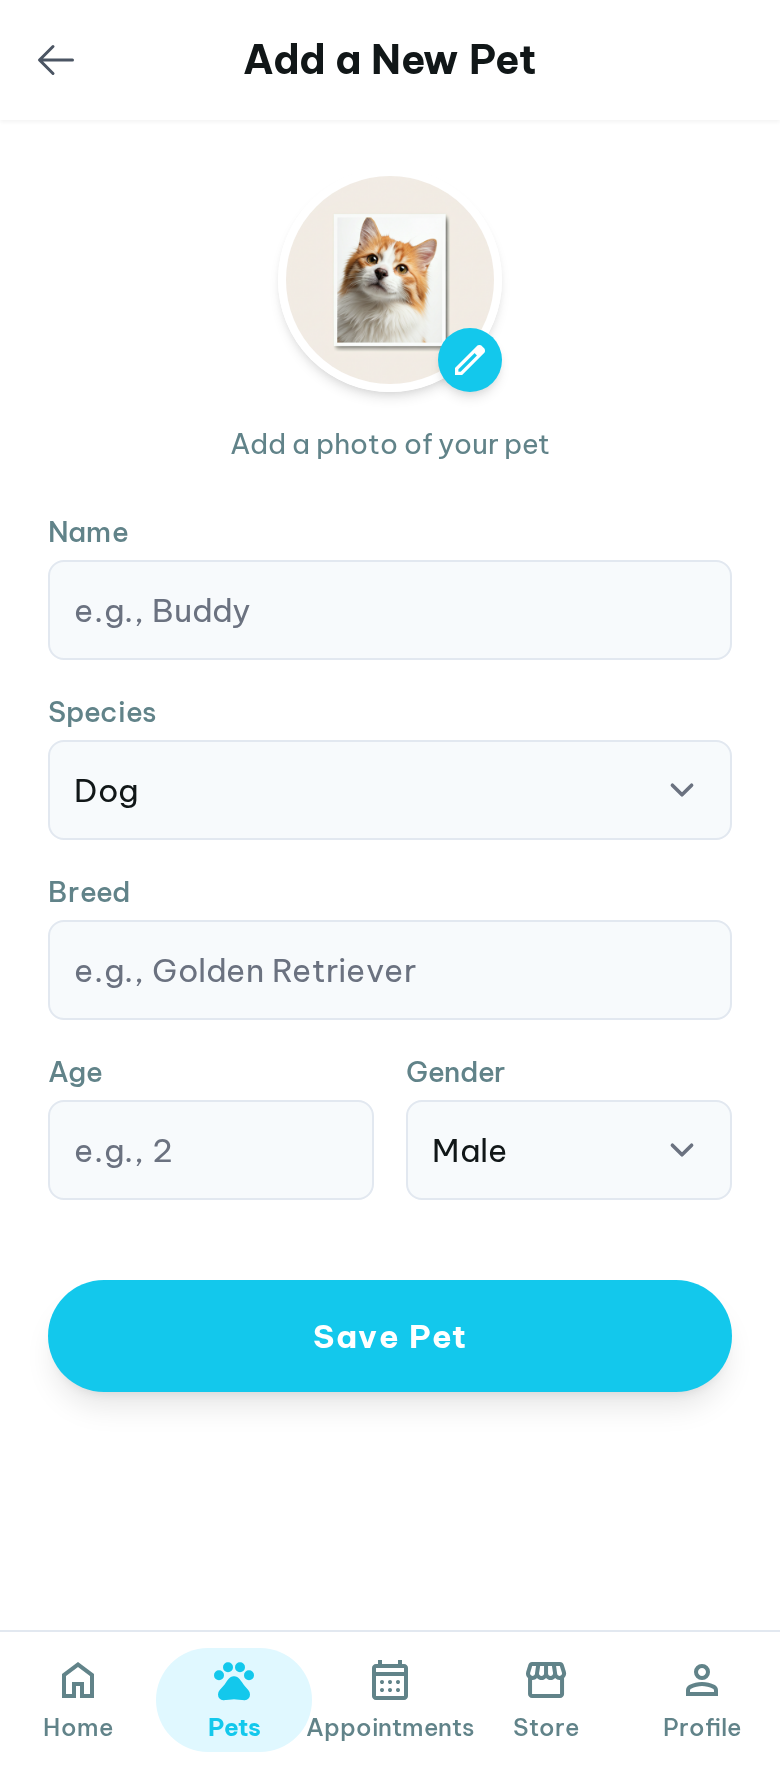 Add a New Pet
Add a photo of your pet
Name
e.g., Buddy
Species
Dog
Breed
e.g., Golden Retriever
Age
Gender
e.g., 2
Male
Save Pet
Home
Pets
Appointments
Store
Profile